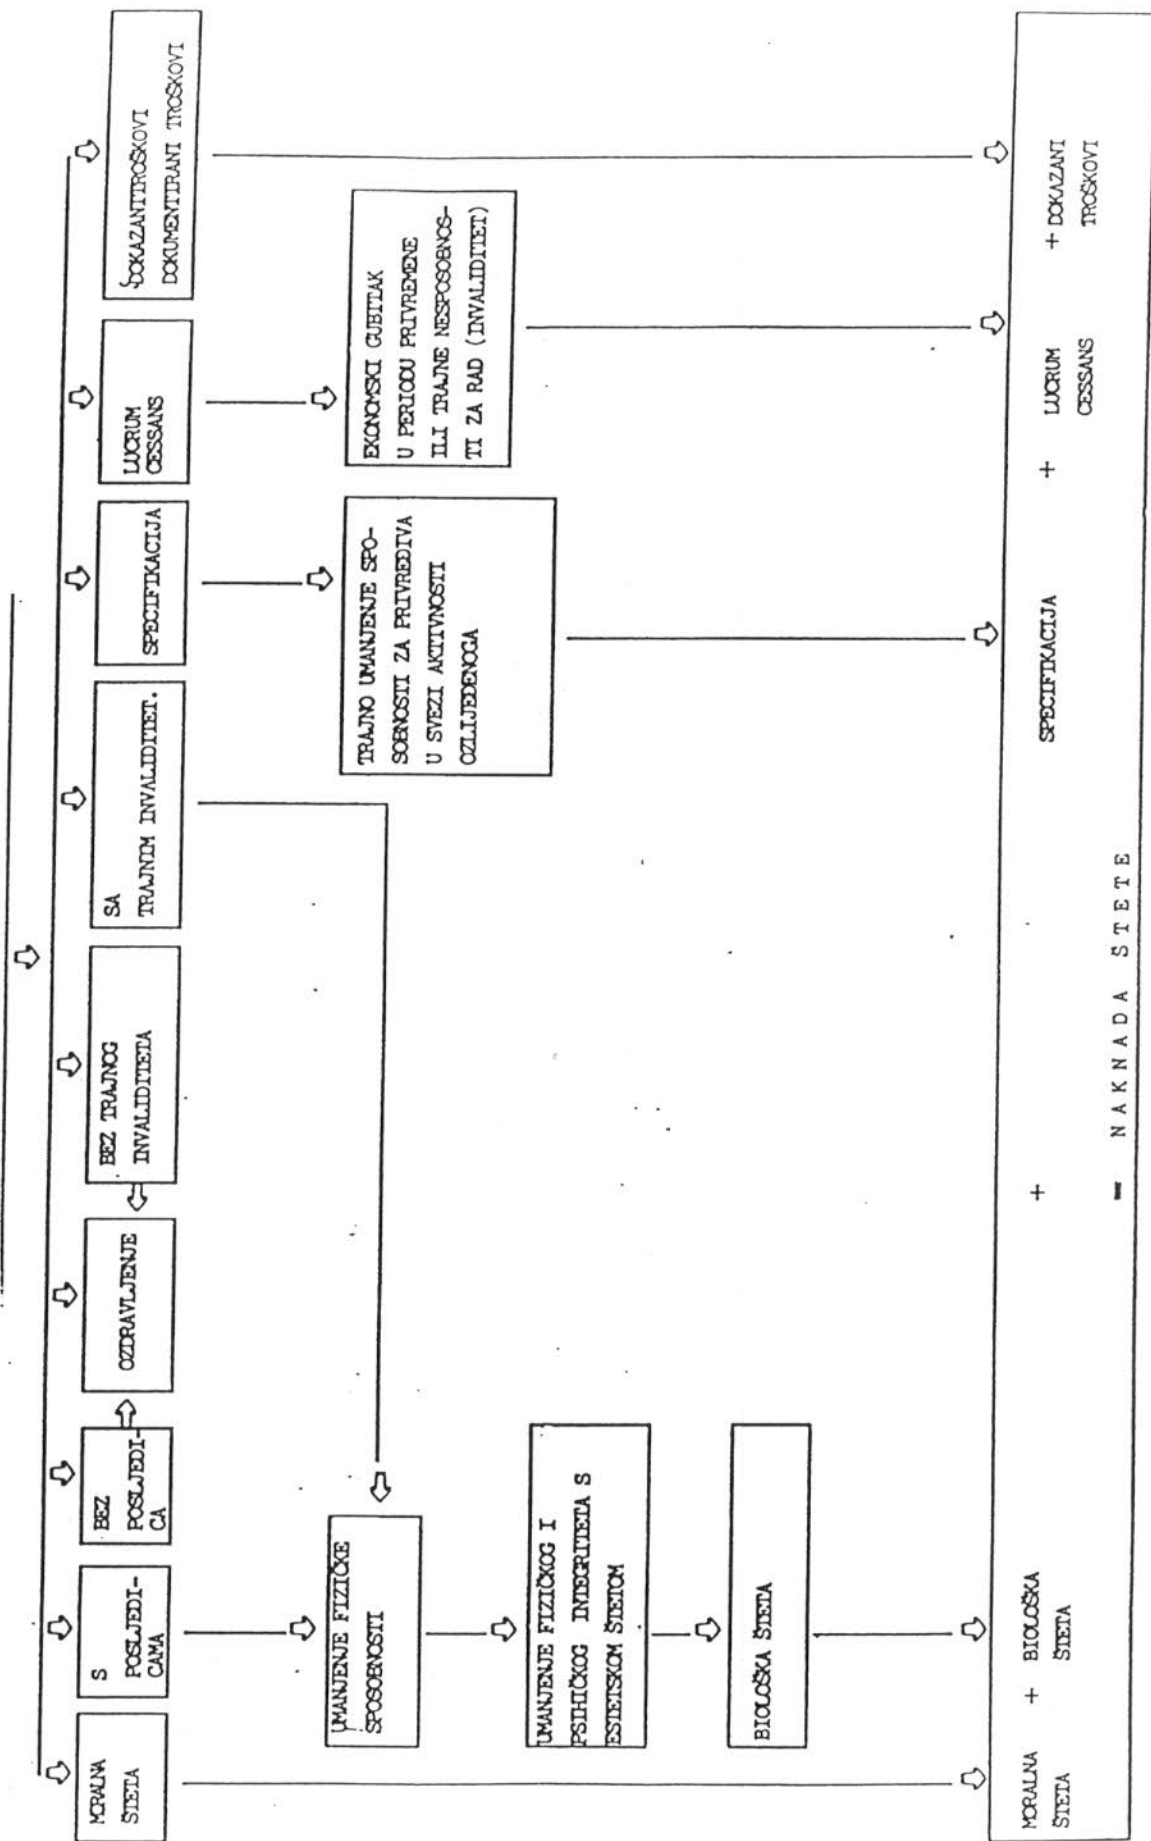 MORALNA
ŠTETA
S
POSLJEDI-
CAMA
BEZ
POSLJEDI-
CA
OZDRAVLJENJE
BEZ TRAJNOG
INVALIDITETA
SA
TRAJNIM INVALIDITET.
SPECIFIKACIJA
LUCRUM
CESSANS
DOKAZANITROŠKOVI
DOKUMENTIRANI TROŠKOVI
UMANJENJE FIZIČKE
SPOSOBNOSTI
TRAJNO UMANJENJE SPO-
SOBNOSTI ZA PRIVREDIVA
U SVEZI AKTIVNOSTI
OZLIJEDENOGA
EKONOMSKI GUBITAK
U PERIODU PRIVREMENE
ILI TRAJNE NESPOSOBNOS-
TI ZA RAD (INVALIDITET)
UMANJENJE FIZIČKOG I
PSIHIČKOG INTEGRITETA S
ESTETSKOM ŠTETOM
BIOLOŠKA ŠTETA
MORALNA + BIOLOŠKA + SPECIFIKACIJA + LUCRUM + DOKAZANI
ŠTETA ŠTETA CESSANS TROŠKOVI
= NAKNADA ŠTETE